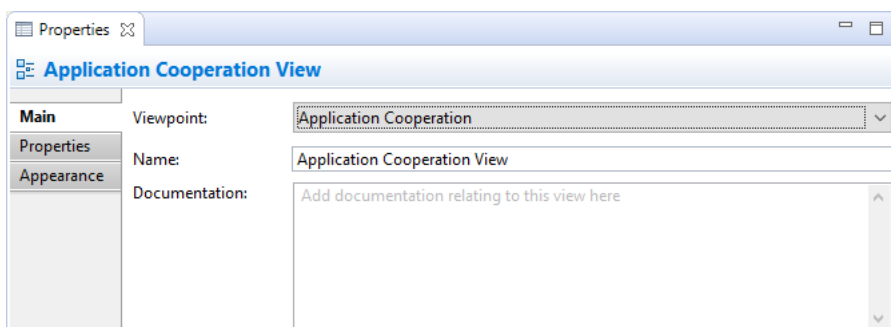 Properties
Application Cooperation View
Main
Viewpoint:
Application Cooperation
Properties
Name:
Application Cooperation View
Appearance
Documentation:
Add documentation relating to this view here